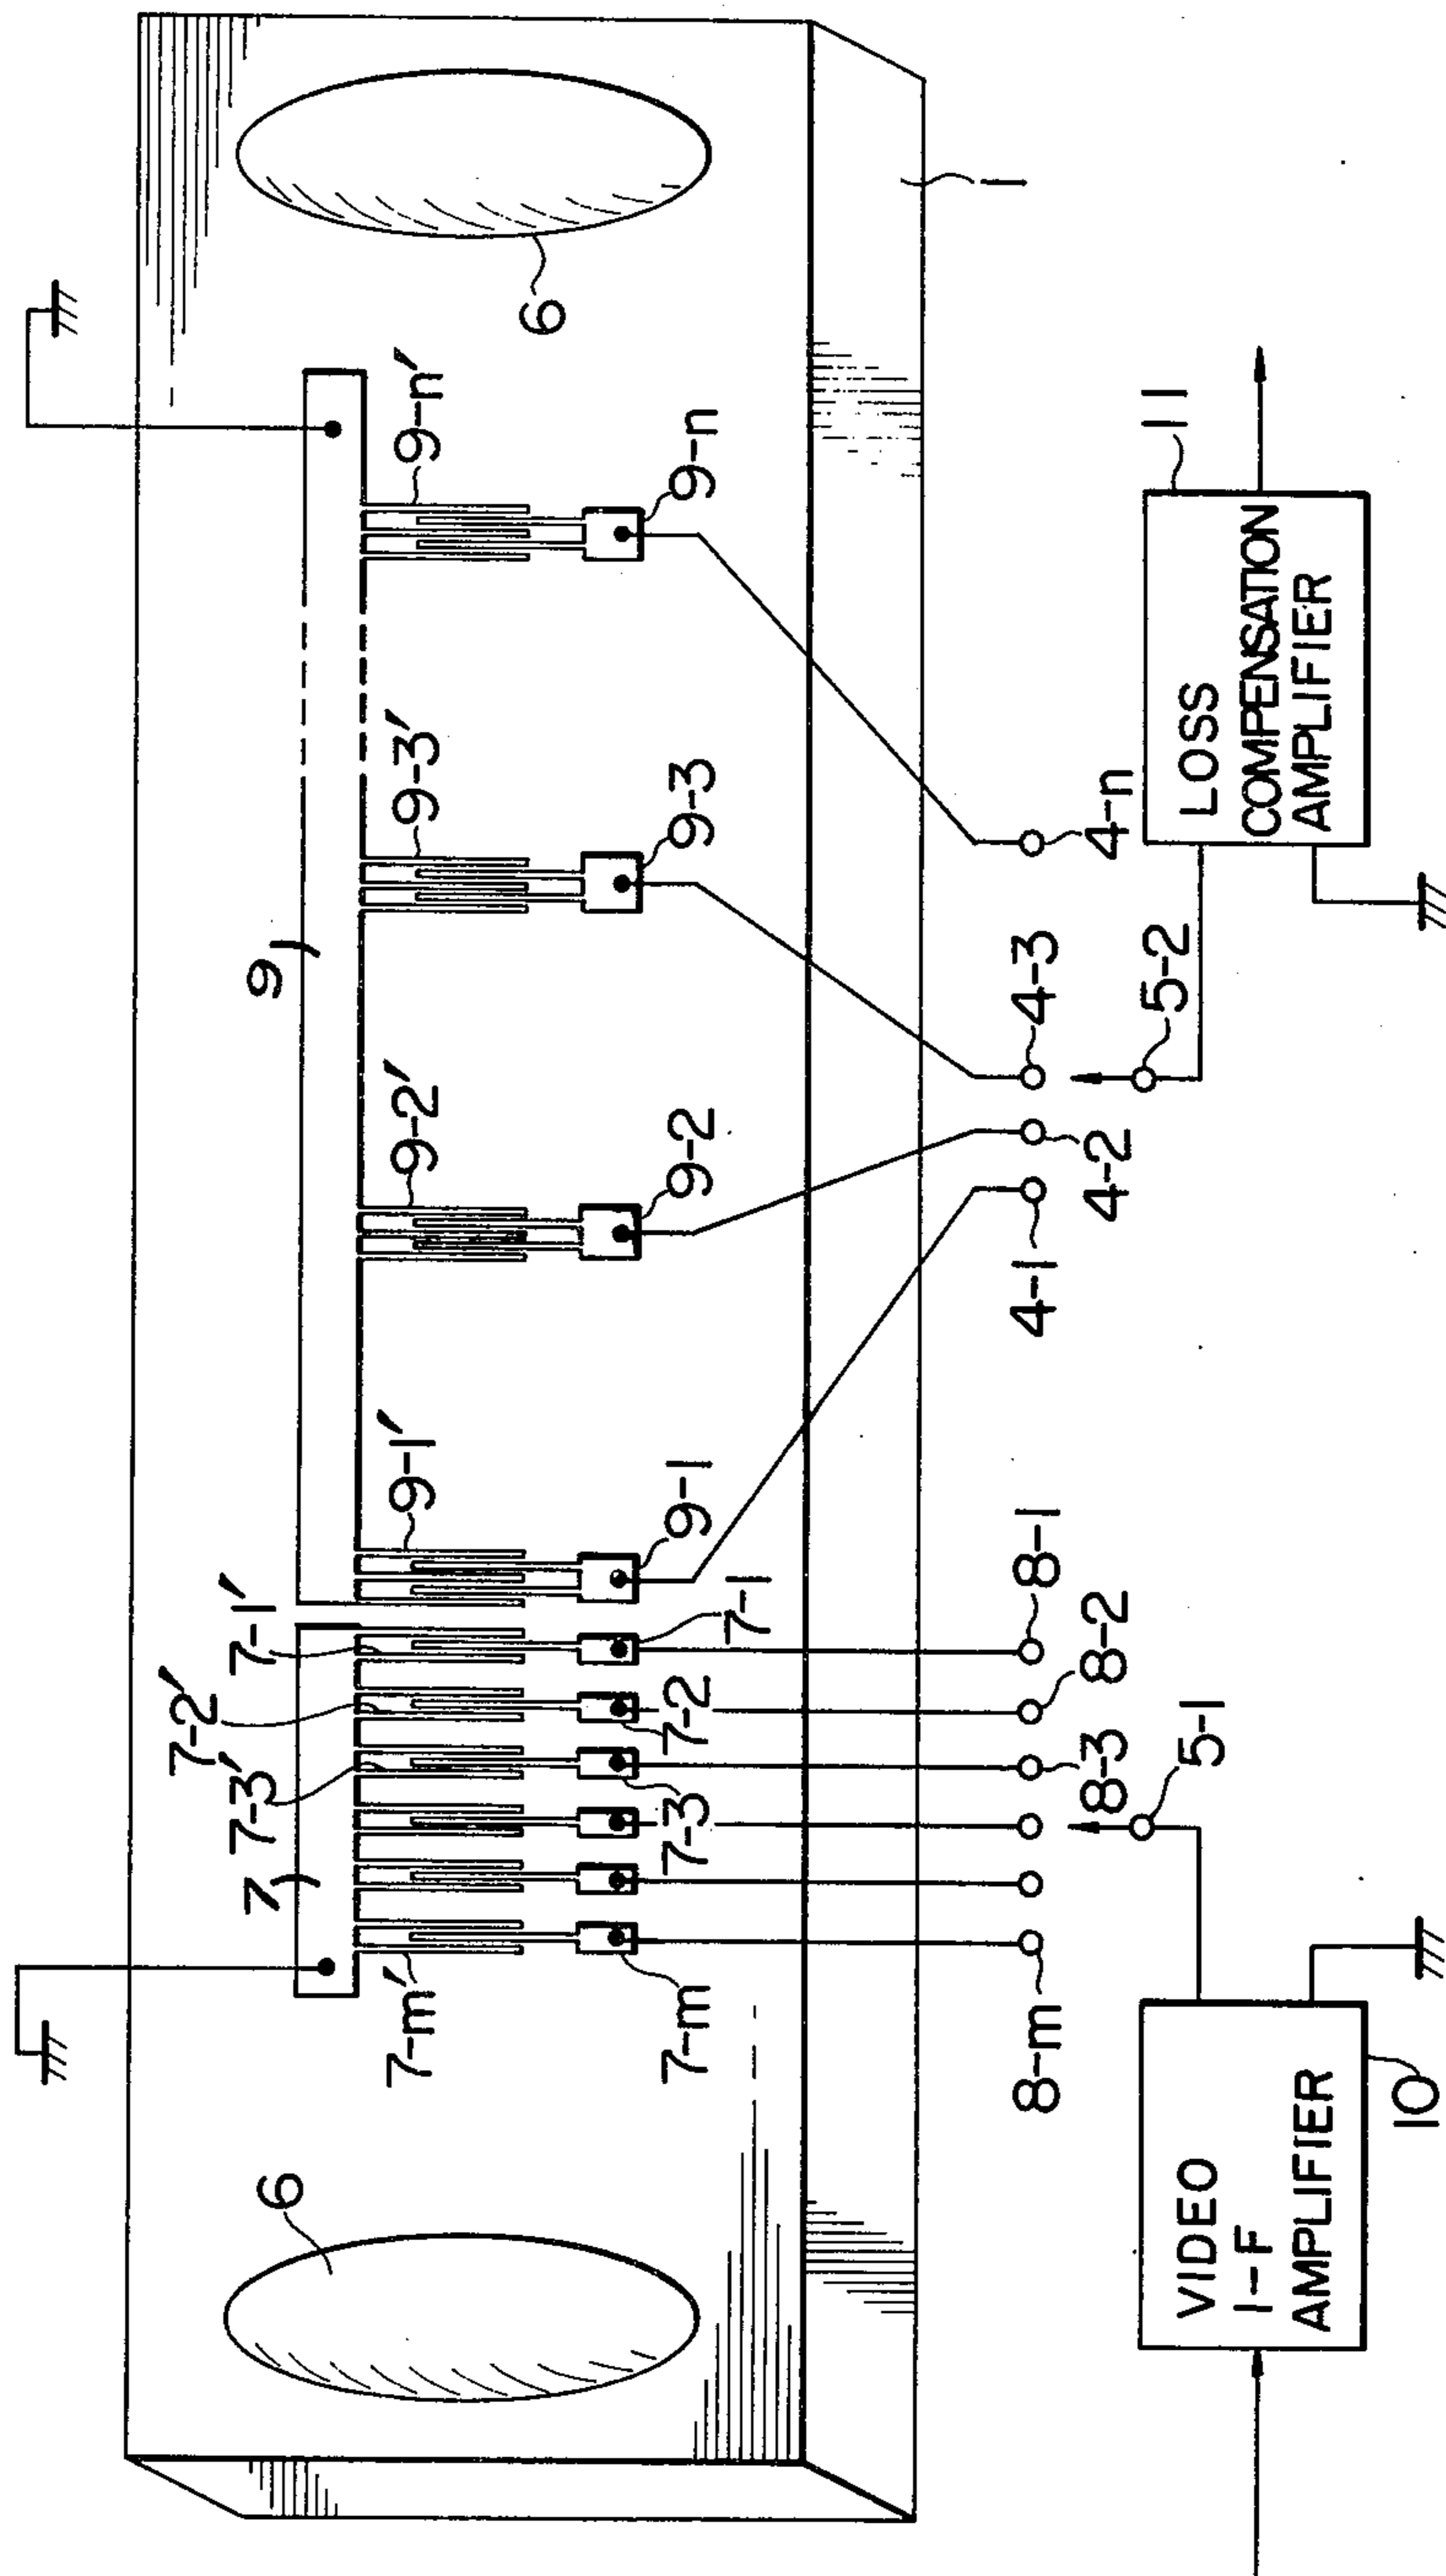 6
6
1
7
9
7-m'
7-3'
7-2'
7-1'
9-1'
9-2'
9-3'
9-n'
7-m
7-3
7-2
7-1
9-1
9-2
9-3
9-n
8-m
8-3
8-2
8-1
4-1
4-2
4-3
4-n
5-1
5-2
VIDEO
I-F
AMPLIFIER
10
LOSS
COMPENSATION
AMPLIFIER
11